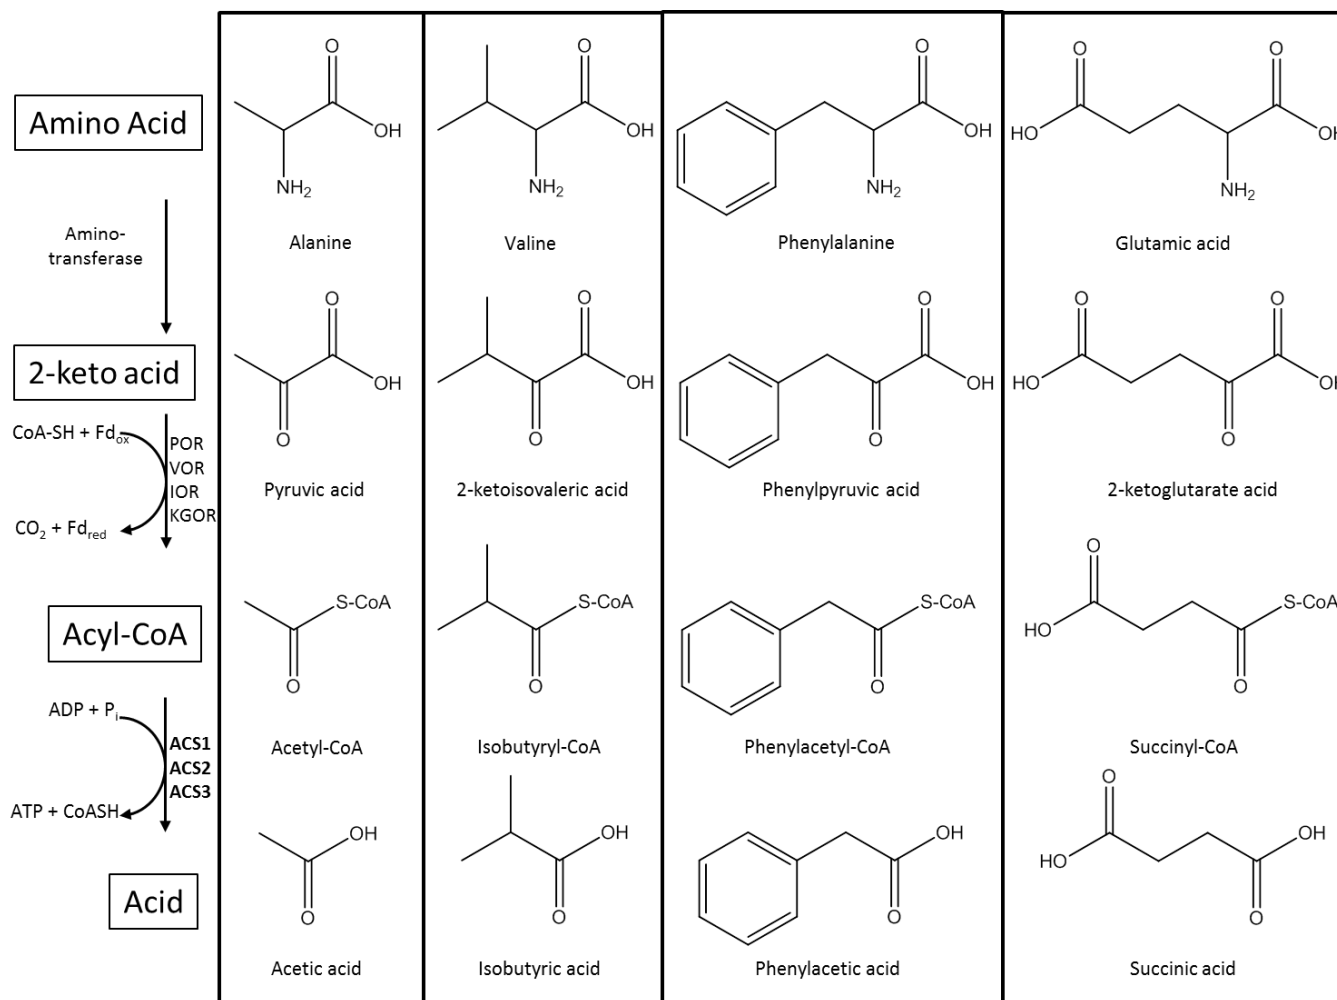 O
O
O
O
Amino Acid
OH
OH
OH
HO
OH
NH2
NH2
NH2
NH2
Alanine
Valine
Phenylalanine
Glutamic acid
Amino-
transferase
O
O
O
O
2-keto acid
OH
OH
OH
HO
OH
O
O
O
O
CoA-SH + Fdox
POR
VOR
IOR
KGOR
CO2 + Fdred
Pyruvic acid
2-ketoisovaleric acid
Phenylpyruvic acid
2-ketoglutarate acid
O
Acyl-CoA
S-CoA
S-CoA
S-CoA
HO
S-CoA
O
O
O
O
ADP + Pi
ACS1
ACS2
ACS3
ATP + CoASH
Acetyl-CoA
Isobutyryl-CoA
Phenylacetyl-CoA
Succinyl-CoA
O
OH
OH
OH
HO
OH
Acid
O
O
O
O
Acetic acid
Isobutyric acid
Phenylacetic acid
Succinic acid